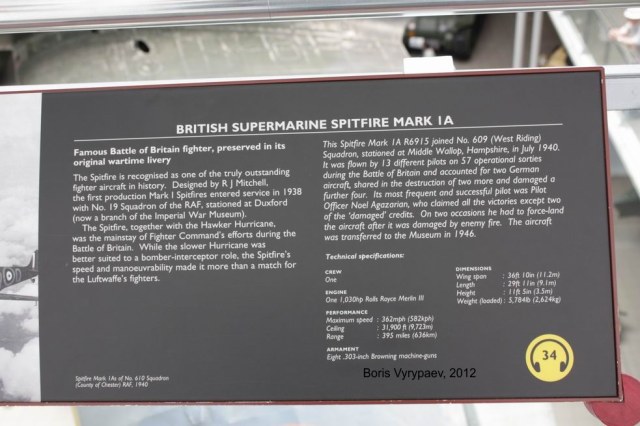 BRITISH SUPERMARINE SPITFIRE MARK IA
Famous Battle of Britain fighter, preserved in its
original wartime livery
The Spitfire is recognised as one of the truly outstanding
fighter aircraft in history. Designed by R J Mitchell,
the first production Mark I Spitfires entered service in 1938
with No. 19 Squadron of the RAF, stationed at Duxford
(now a branch of the Imperial War Museum).
The Spitfire, together with the Hawker Hurricane,
was the mainstay of Fighter Command's efforts during the
Battle of Britain. While the slower Hurricane was
better suited to a bomber-interceptor role, the Spitfire's
speed and manoeuvrability made it more than a match for
the Luftwaffe's fighters.
Spitfire Mark IAs of No. 610 Squadron
(County of Chester) RAF, 1940
This Spitfire Mark IA R6915 joined No. 609 (West Riding)
Squadron, stationed at Middle Wallop, Hampshire, in July 1940.
It was flown by 13 different pilots on 57 operational sorties
during the Battle of Britain and accounted for two German
aircraft, shared in the destruction of two more and damaged a
further four. Its most frequent and successful pilot was Pilot
Officer Noel Agazarian, who claimed all the victories except two
of the 'damaged' credits. On two occasions he had to force-land
the aircraft after it was damaged by enemy fire. The aircraft
was transferred to the Museum in 1946.
Technical specifications:
CREW
One
ENGINE
One 1,030hp Rolls Royce Merlin III
PERFORMANCE
Maximum speed : 362mph (582kph)
Ceiling : 31,900 ft (9,723m)
Range : 395 miles (636km)
ARMAMENT
Eight .303-inch Browning machine-guns
DIMENSIONS
Wing span : 36ft 10in (11.2m)
Length : 29ft 11in (9.1m)
Height : 11ft 5in (3.5m)
Weight (loaded) : 5,784lb (2,624kg)
34
Boris Vyrypaev, 2012